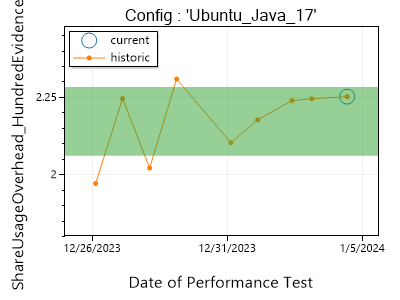 Config : 'Ubuntu_Java_17'
current
historic
ShareUsageOverhead_HundredEvidence
2.25
2
12/26/2023
12/31/2023
1/5/2024
Date of Performance Test